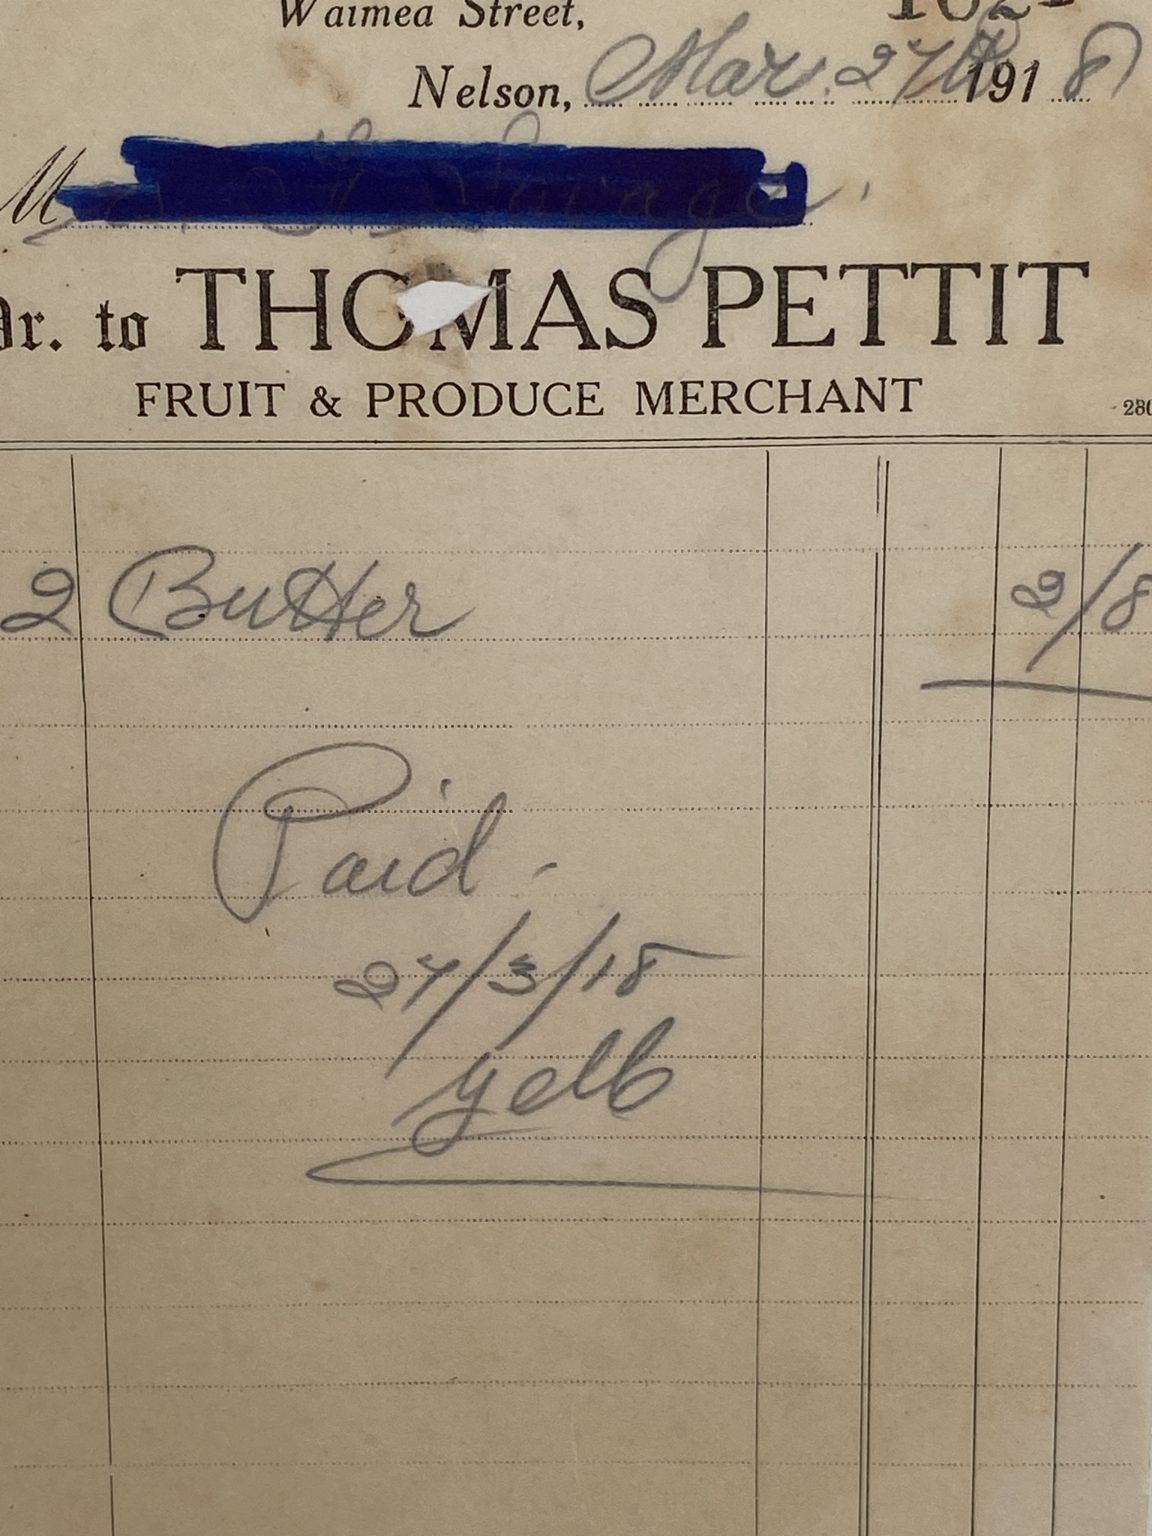 Waimea Street,
Nelson, Mar. 27th 1918
M
Dr. to THOMAS PETTIT
FRUIT & PRODUCE MERCHANT
2 Butter 2/8
Paid.
27/3/18